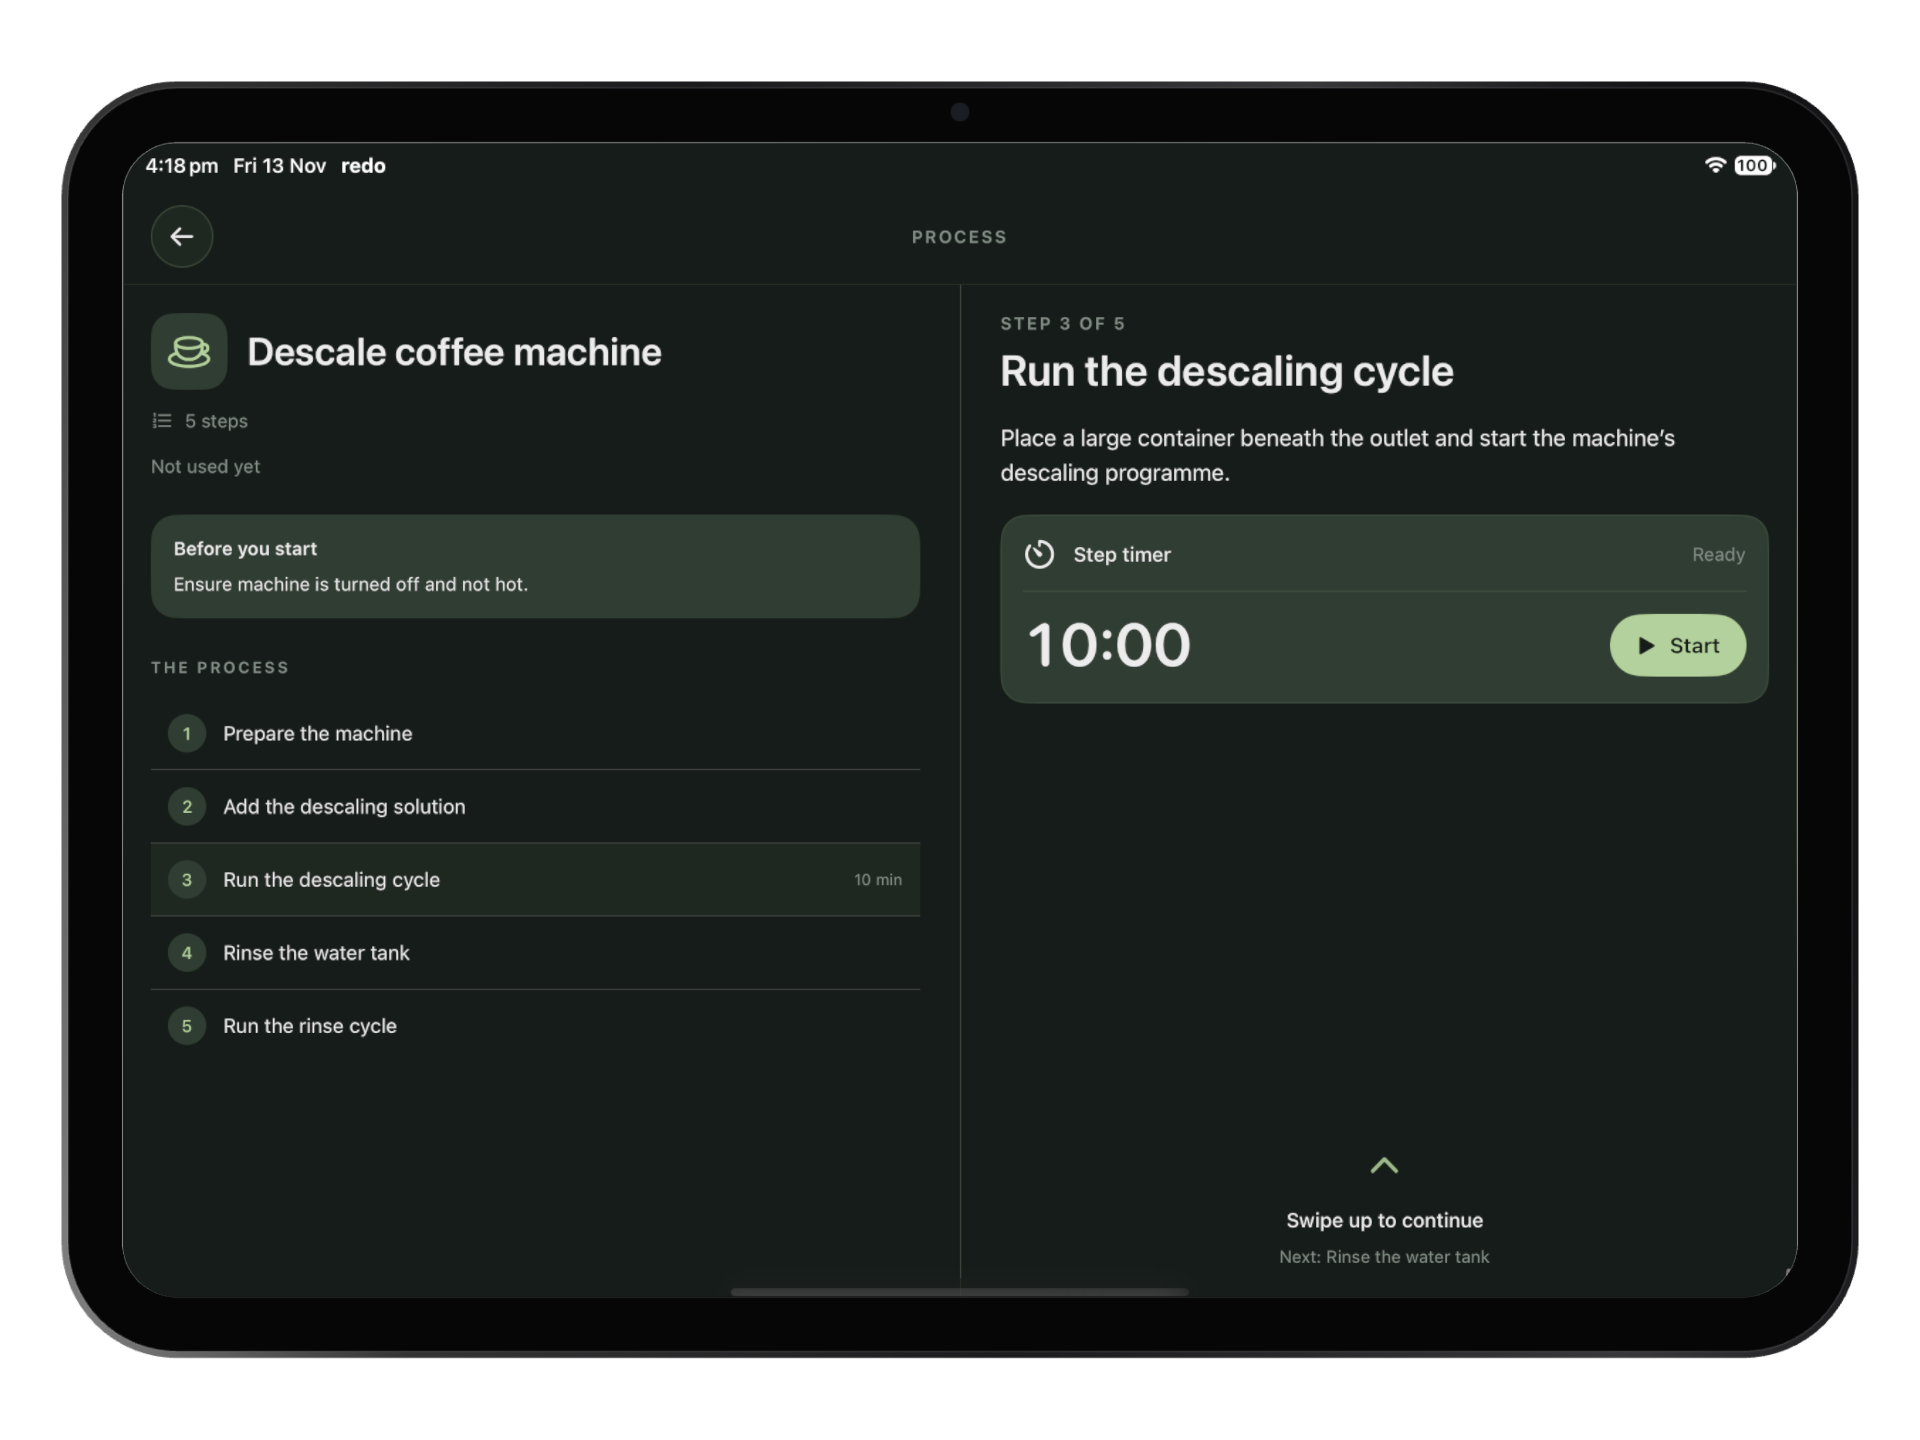 4:18 pm Fri 13 Nov redo
100
PROCESS
Descale coffee machine
5 steps
Not used yet
Before you start
Ensure machine is turned off and not hot.
THE PROCESS
1 Prepare the machine
2 Add the descaling solution
3 Run the descaling cycle 10 min
4 Rinse the water tank
5 Run the rinse cycle
STEP 3 OF 5
Run the descaling cycle
Place a large container beneath the outlet and start the machine’s
descaling programme.
Step timer Ready
10:00 Start
Swipe up to continue
Next: Rinse the water tank